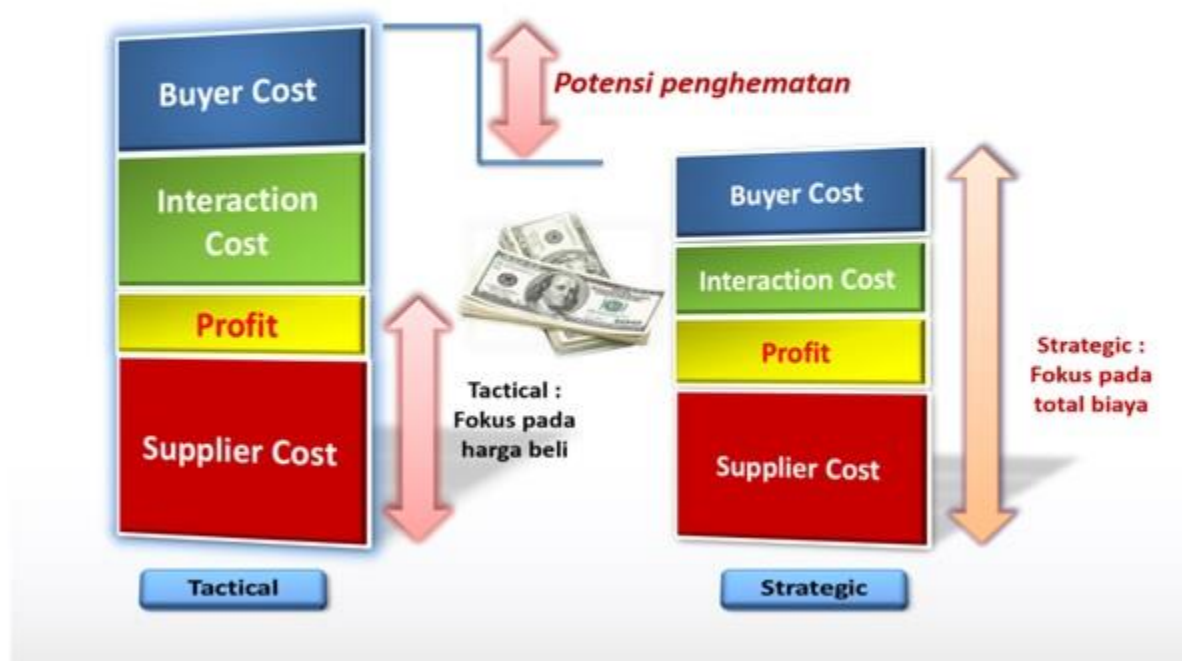 Buyer Cost
Interaction
Cost
Profit
Supplier Cost
Tactical
Potensi penghematan
Tactical :
Fokus pada
harga beli
Buyer Cost
Interaction Cost
Profit
Supplier Cost
Strategic
Strategic :
Fokus pada
total biaya